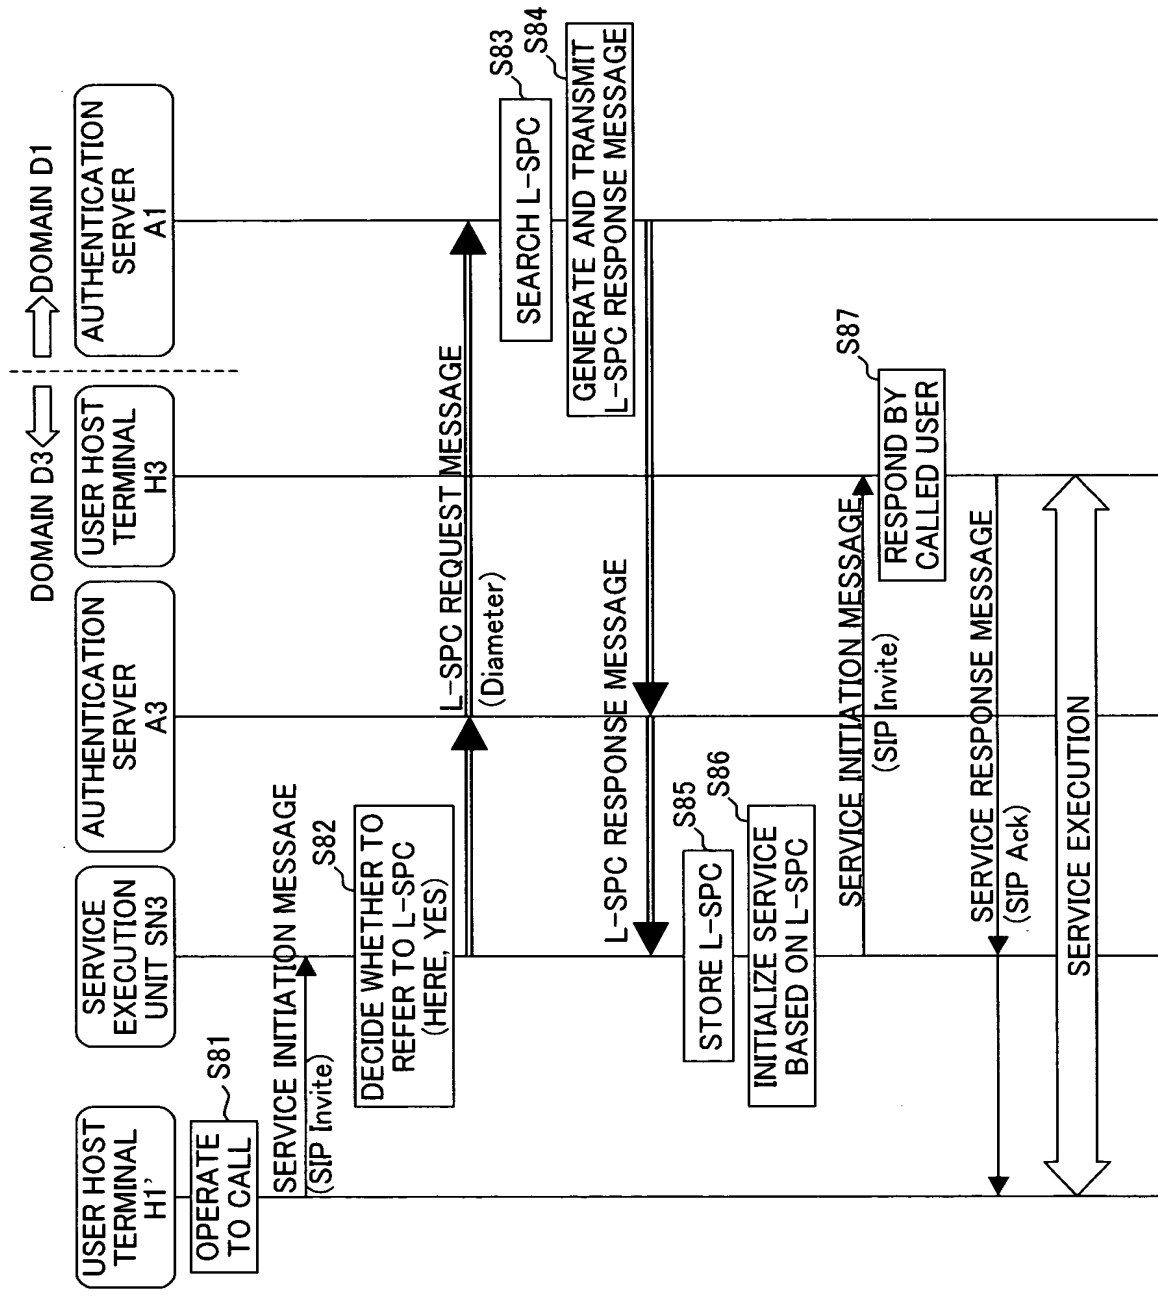 DOMAIN D3
DOMAIN D1
USER HOST
TERMINAL
H1'
SERVICE
EXECUTION
UNIT SN3
AUTHENTICATION
SERVER
A3
USER HOST
TERMINAL
H3
AUTHENTICATION
SERVER
A1
S81
OPERATE
TO CALL
SERVICE INITIATION MESSAGE
(SIP Invite)
S82
DECIDE WHETHER TO
REFER TO L-SPC
(HERE, YES)
L-SPC REQUEST MESSAGE
(Diameter)
S83
SEARCH L-SPC
S84
GENERATE AND TRANSMIT
L-SPC RESPONSE MESSAGE
L-SPC RESPONSE MESSAGE
S85
STORE L-SPC
S86
INITIALIZE SERVICE
BASED ON L-SPC
SERVICE INITIATION MESSAGE
(SIP Invite)
S87
RESPOND BY
CALLED USER
SERVICE RESPONSE MESSAGE
(SIP Ack)
SERVICE EXECUTION